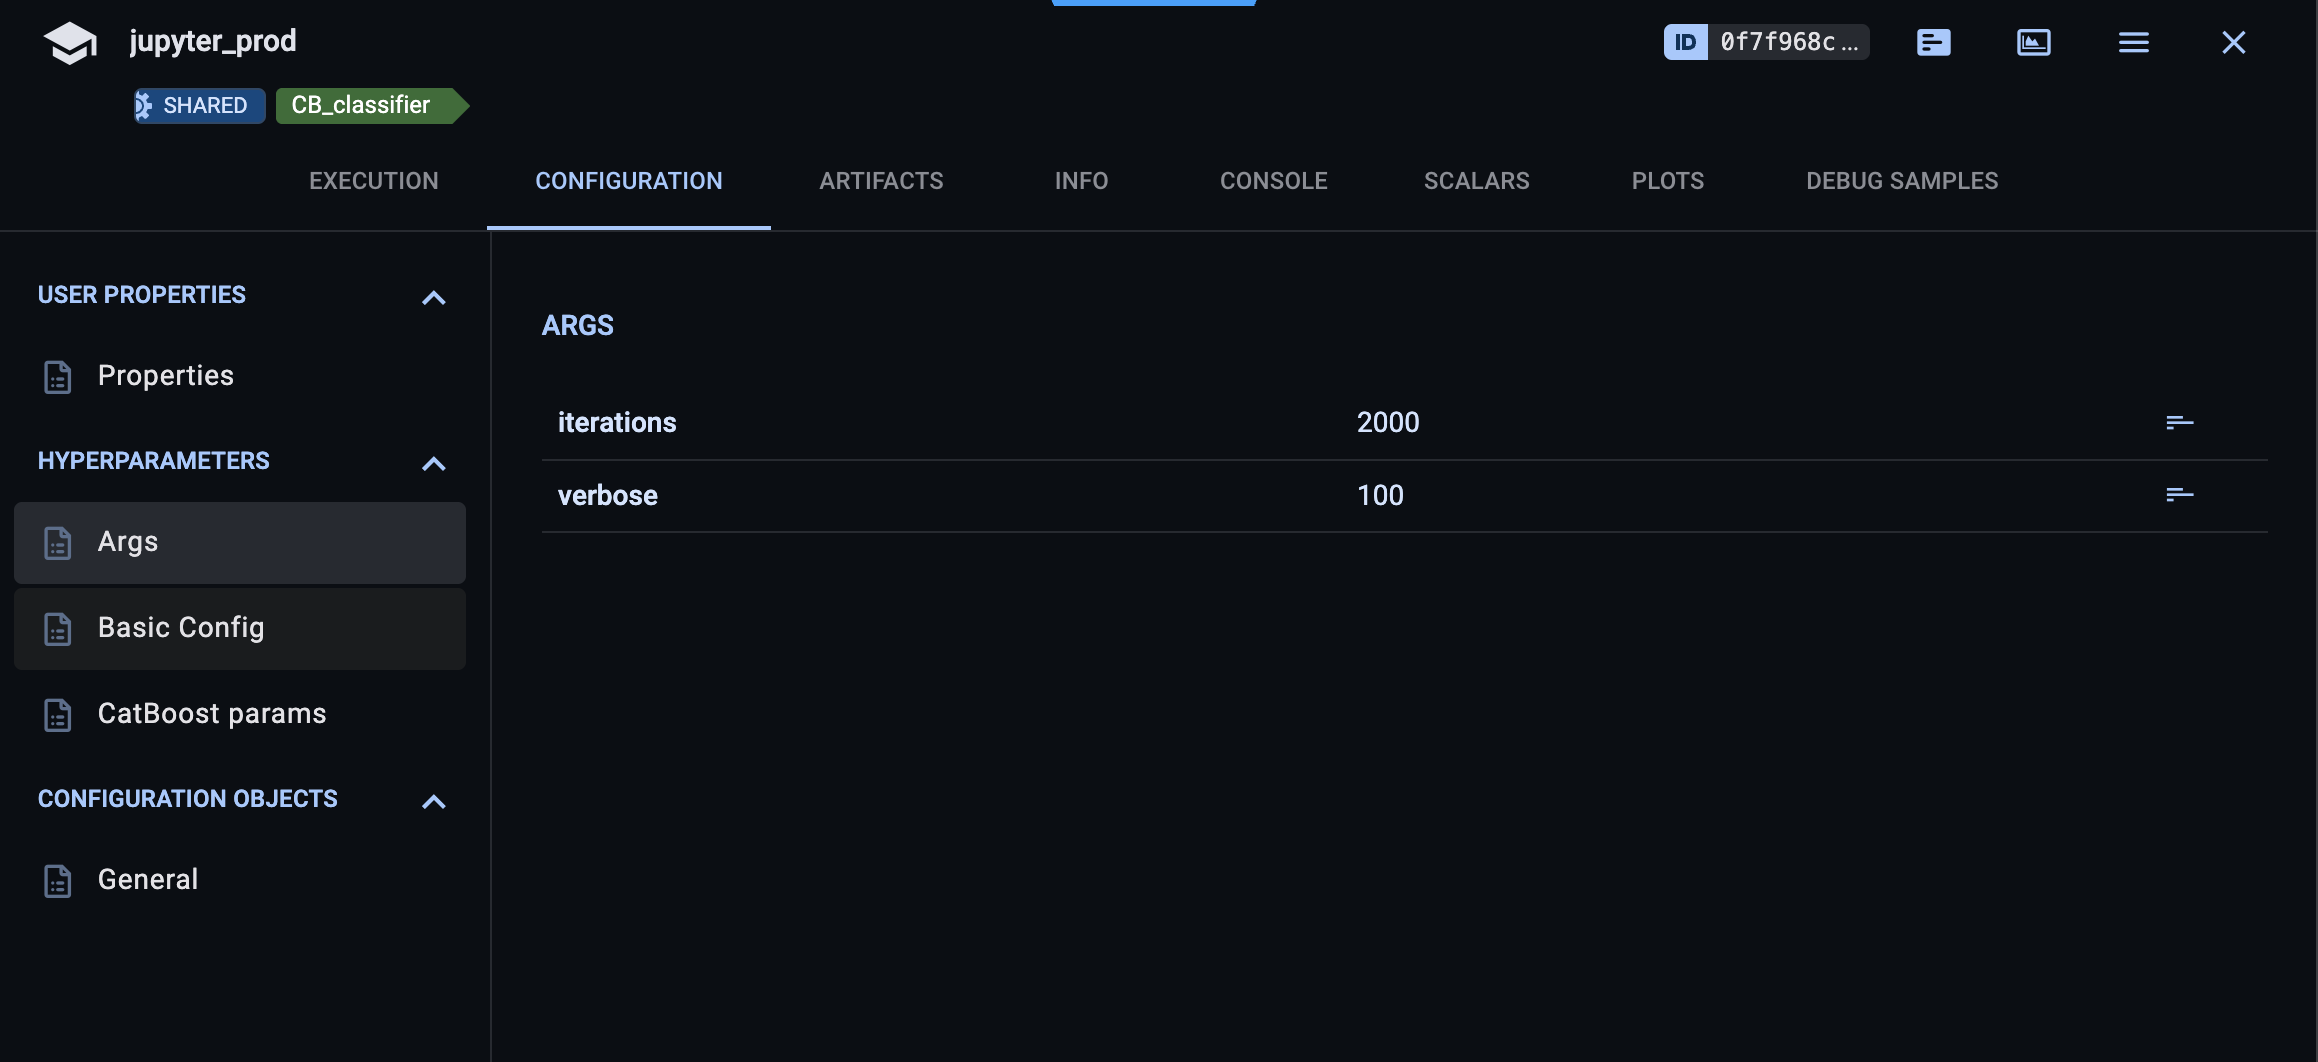 jupyter_prod
ID 0f7f968c...
SHARED CB_classifier
EXECUTION CONFIGURATION ARTIFACTS INFO CONSOLE SCALARS PLOTS DEBUG SAMPLES
USER PROPERTIES
Properties
HYPERPARAMETERS
Args
Basic Config
CatBoost params
CONFIGURATION OBJECTS
General
ARGS
iterations 2000
verbose 100